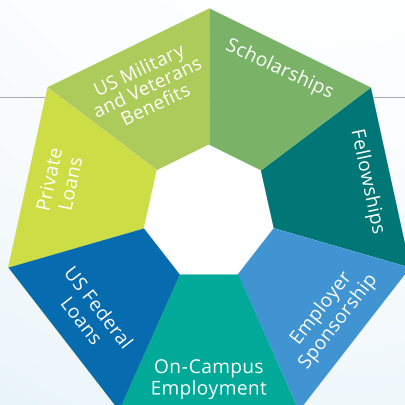 Scholarships
Fellowships
Employer
Sponsorship
On-Campus
Employment
US Federal
Loans
Private
Loans
US Military
and Veterans
Benefits